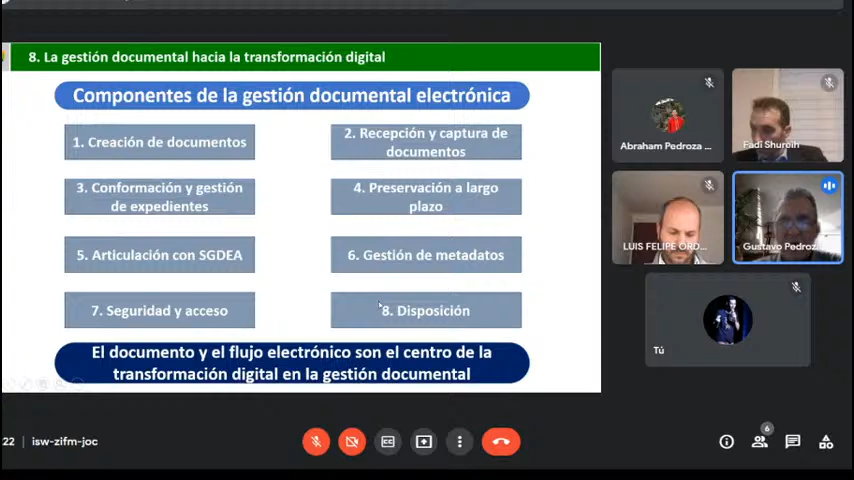 8. La gestión documental hacia la transformación digital
Componentes de la gestión documental electrónica
1. Creación de documentos
2. Recepción y captura de
documentos
3. Conformación y gestión
de expedientes
4. Preservación a largo
plazo
5. Articulación con SGDEA
6. Gestión de metadatos
7. Seguridad y acceso
8. Disposición
El documento y el flujo electrónico son el centro de la
transformación digital en la gestión documental
Abraham Pedroza ...
Fadi Shureih
LUIS FELIPE ORD...
Gustavo Pedroz...
Tú
22 | isw-zifm-joc
6